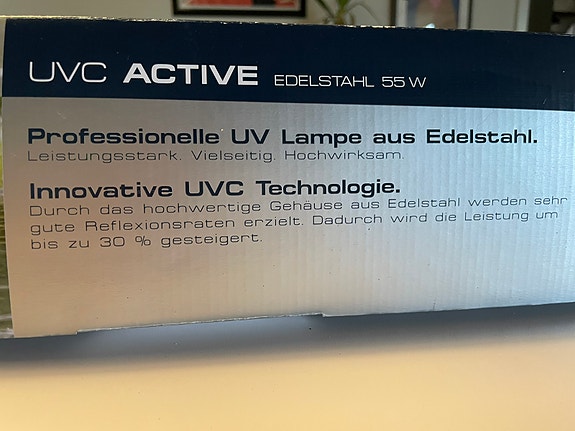 UVC ACTIVE EDELSTAHL 55 W
Professionelle UV Lampe aus Edelstahl.
Leistungsstark. Vielseitig. Hochwirksam.
Innovative UVC Technologie.
Durch das hochwertige Gehäuse aus Edelstahl werden sehr
gute Reflexionsraten erzielt. Dadurch wird die Leistung um
bis zu 30 % gesteigert.